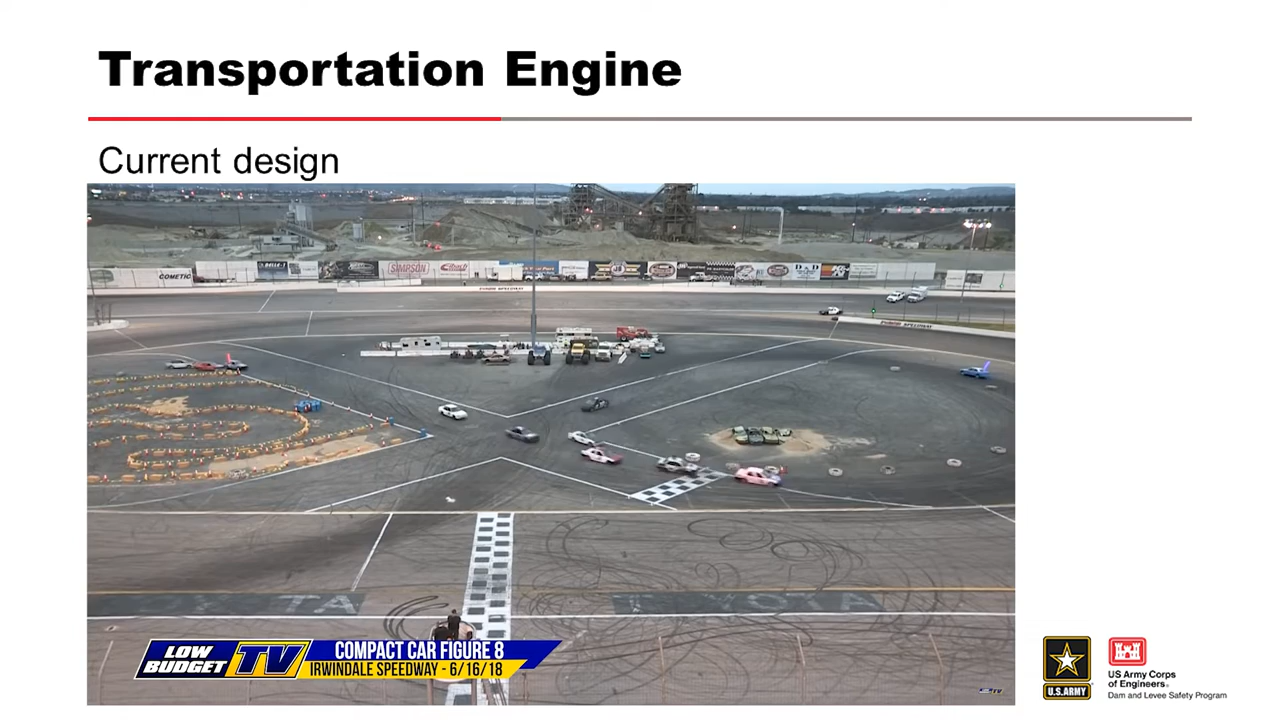 Transportation Engine
Current design
COMETIC
SIMPSON
LOW
BUDGET
TV
COMPACT CAR FIGURE 8
IRWINDALE SPEEDWAY - 6/16/18
U.S. ARMY
US Army Corps
of Engineers®
Dam and Levee Safety Program